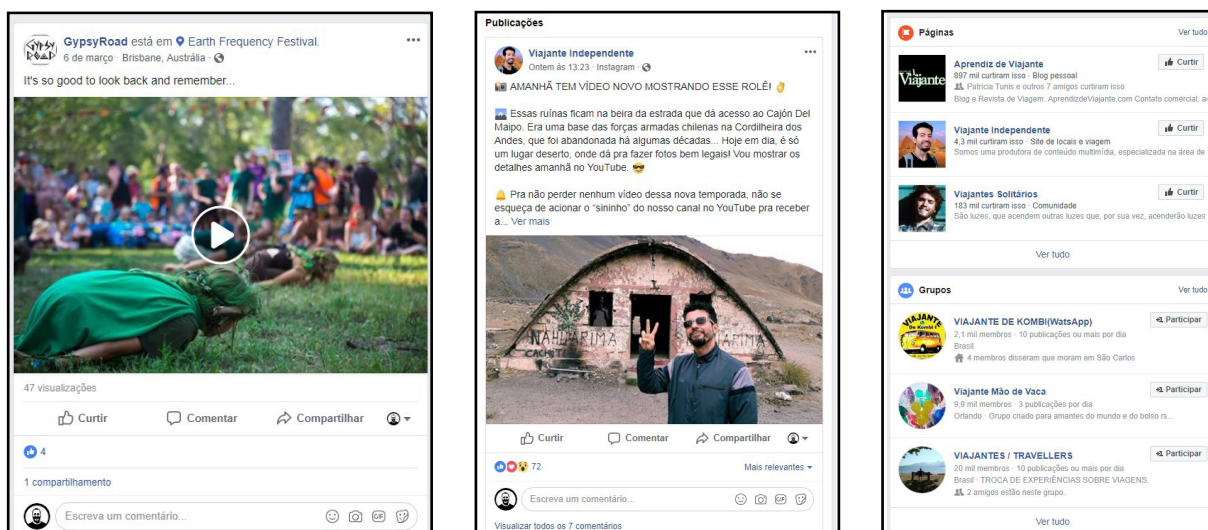 GYPSY
ROAD
GypsyRoad está em Earth Frequency Festival.
6 de março · Brisbane, Austrália ·
It's so good to look back and remember...
47 visualizações
Curtir Comentar Compartilhar
4
1 compartilhamento
Escreva um comentário...
GIF
Publicações
Viajante Independente
Ontem às 13:23 · Instagram ·
AMANHÃ TEM VÍDEO NOVO MOSTRANDO ESSE ROLÊ!
Essas ruínas ficam na beira da estrada que dá acesso ao Cajón Del
Maipo. Era uma base das forças armadas chilenas na Cordilheira dos
Andes, que foi abandonada há algumas décadas... Hoje em dia, é só
um lugar deserto, onde dá pra fazer fotos bem legais! Vou mostrar os
detalhes amanhã no YouTube.
Pra não perder nenhum vídeo dessa nova temporada, não se
esqueça de acionar o "sininho" do nosso canal no YouTube pra receber
a... Ver mais
NAHUARIMA
Curtir Comentar Compartilhar
72
Mais relevantes
Escreva um comentário...
GIF
Visualizar todos os 7 comentários
Páginas Ver tudo
Viajante
Aprendiz de Viajante
Curtir
897 mil curtiram isso · Blog pessoal
Patricia Tunis e outros 7 amigos curtiram isso
Blog e Revista de Viagem. AprendizdeViajante.com Contato comercial:
Viajante Independente
Curtir
4,3 mil curtiram isso · Site de locais e viagem
Somos uma produtora de conteúdo multimídia, especializada na área de
Viajantes Solitários
Curtir
183 mil curtiram isso · Comunidade
São luzes, que acendem outras luzes que, por sua vez, acenderão luzes
Ver tudo
Grupos Ver tudo
VIAJANTE
De Kombi
VIAJANTE DE KOMBI(WatsApp)
Participar
2,1 mil membros · 10 publicações ou mais por dia
Brasil
4 membros disseram que moram em São Carlos
Viajante Mão de Vaca
Participar
9,9 mil membros · 3 publicações por dia
Orlando · Grupo criado para amantes do mundo e do bolso rs...
VIAJANTES / TRAVELLERS
Participar
20 mil membros · 10 publicações ou mais por dia
Brasil · TROCA DE EXPERIÊNCIAS SOBRE VIAGENS.
2 amigos estão neste grupo.
Ver tudo